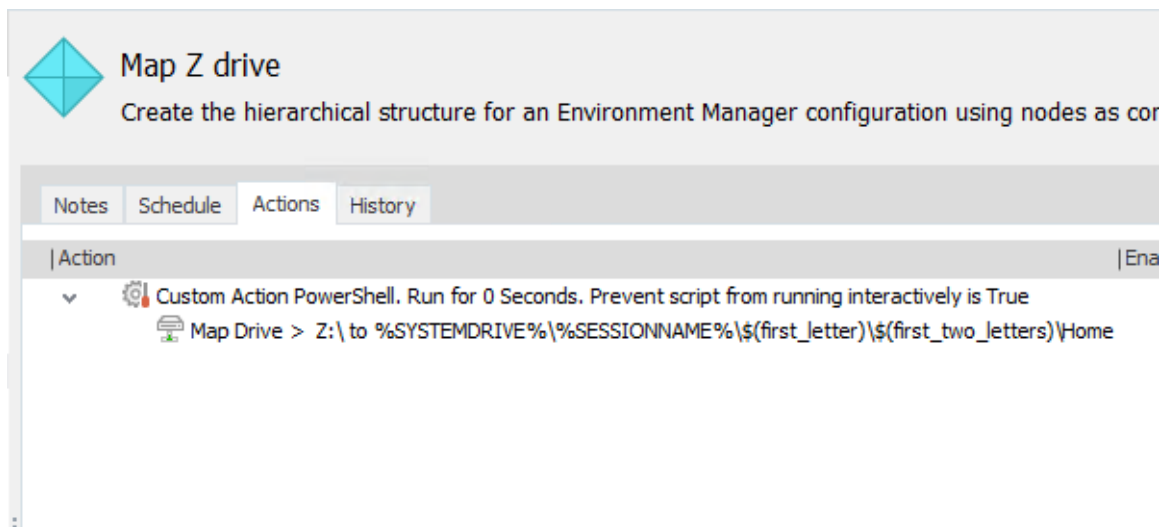 Map Z drive
Create the hierarchical structure for an Environment Manager configuration using nodes as
Notes Schedule Actions History
|Action |Ena
Custom Action PowerShell. Run for 0 Seconds. Prevent script from running interactively is True
Map Drive > Z:\ to %SYSTEMDRIVE%\%SESSIONNAME%\$(first_letter)\$(first_two_letters)\Home